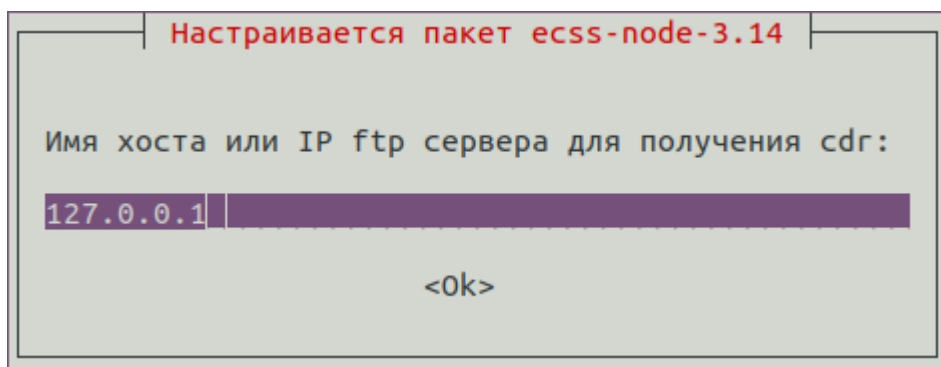 Настраивается пакет ecss-node-3.14
Имя хоста или IP ftp сервера для получения cdr:
127.0.0.1
<Ok>